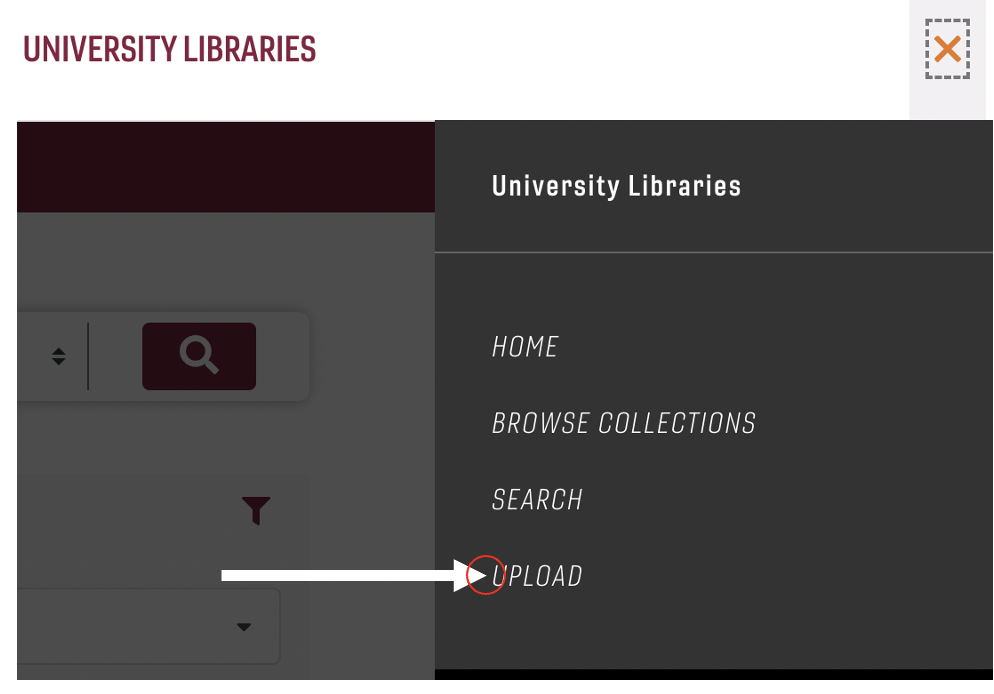 UNIVERSITY LIBRARIES
University Libraries
HOME
BROWSE COLLECTIONS
SEARCH
UPLOAD